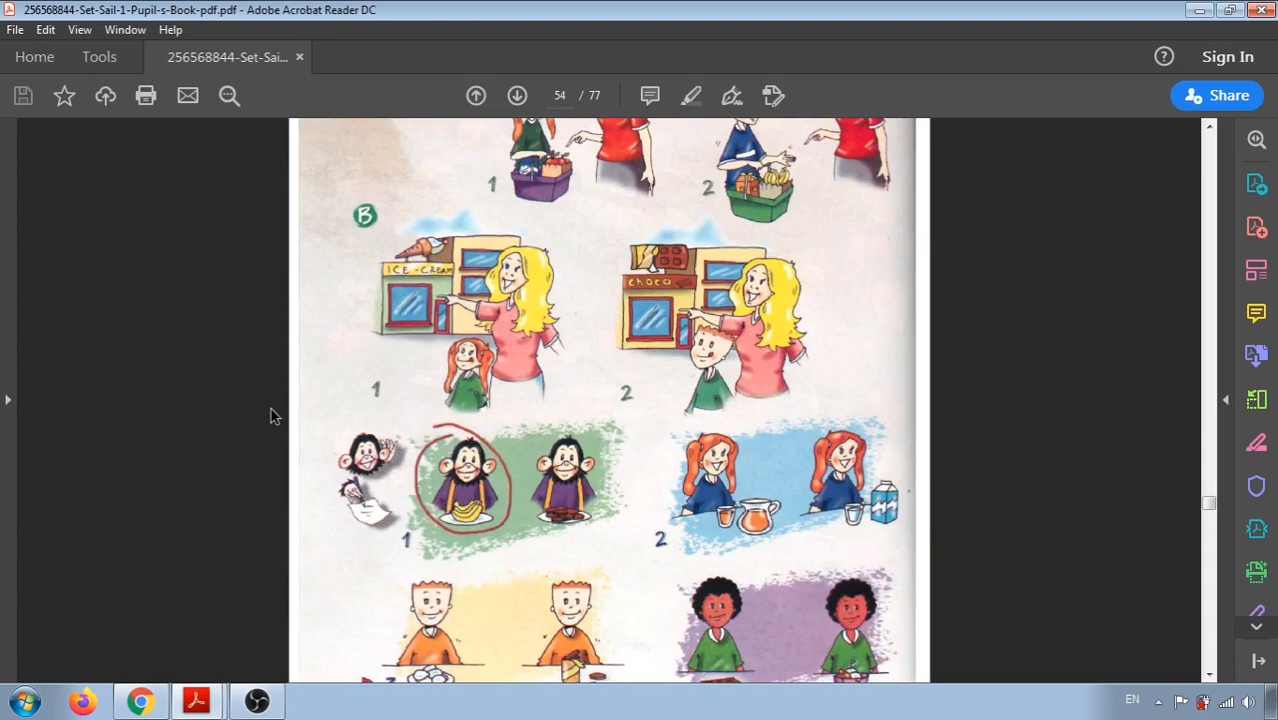 256568844-Set-Sail-1-Pupil-s-Book-pdf.pdf - Adobe Acrobat Reader DC
File Edit View Window Help
Home Tools 256568844-Set-Sai... ×
? Sign In
54 / 77
Share
1 2
B
ICE-CREAM
choco
1 2
1 2
3
EN